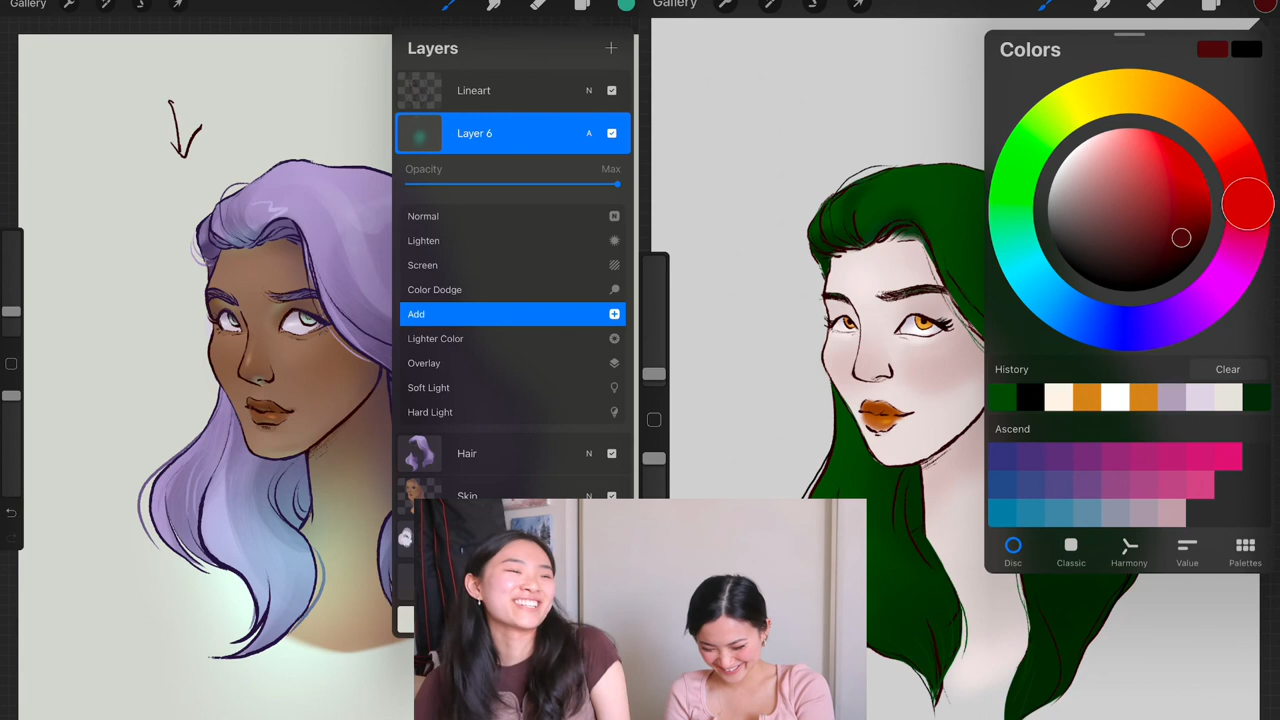 Gallery
Layers
Lineart N
Layer 6 A
Opacity Max
Normal
Lighten
Screen
Color Dodge
Add
Lighter Color
Overlay
Soft Light
Hard Light
Hair N
Skin N
Gallery
Colors
History Clear
Ascend
Disc Classic Harmony Value Palettes